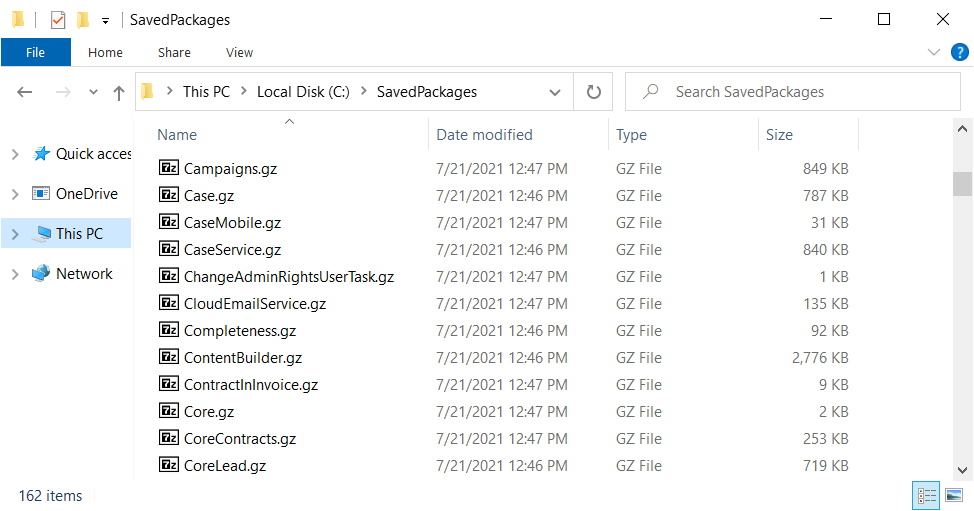 SavedPackages
File Home Share View
This PC Local Disk (C:) SavedPackages Search SavedPackages
Name Date modified Type Size
Quick acces
OneDrive
This PC
Network
Campaigns.gz 7/21/2021 12:47 PM GZ File 849 KB
Case.gz 7/21/2021 12:46 PM GZ File 787 KB
CaseMobile.gz 7/21/2021 12:47 PM GZ File 31 KB
CaseService.gz 7/21/2021 12:46 PM GZ File 840 KB
ChangeAdminRightsUserTask.gz 7/21/2021 12:47 PM GZ File 1 KB
CloudEmailService.gz 7/21/2021 12:47 PM GZ File 135 KB
Completeness.gz 7/21/2021 12:46 PM GZ File 92 KB
ContentBuilder.gz 7/21/2021 12:46 PM GZ File 2,776 KB
ContractInInvoice.gz 7/21/2021 12:47 PM GZ File 9 KB
Core.gz 7/21/2021 12:47 PM GZ File 2 KB
CoreContracts.gz 7/21/2021 12:47 PM GZ File 253 KB
CoreLead.gz 7/21/2021 12:47 PM GZ File 719 KB
162 items